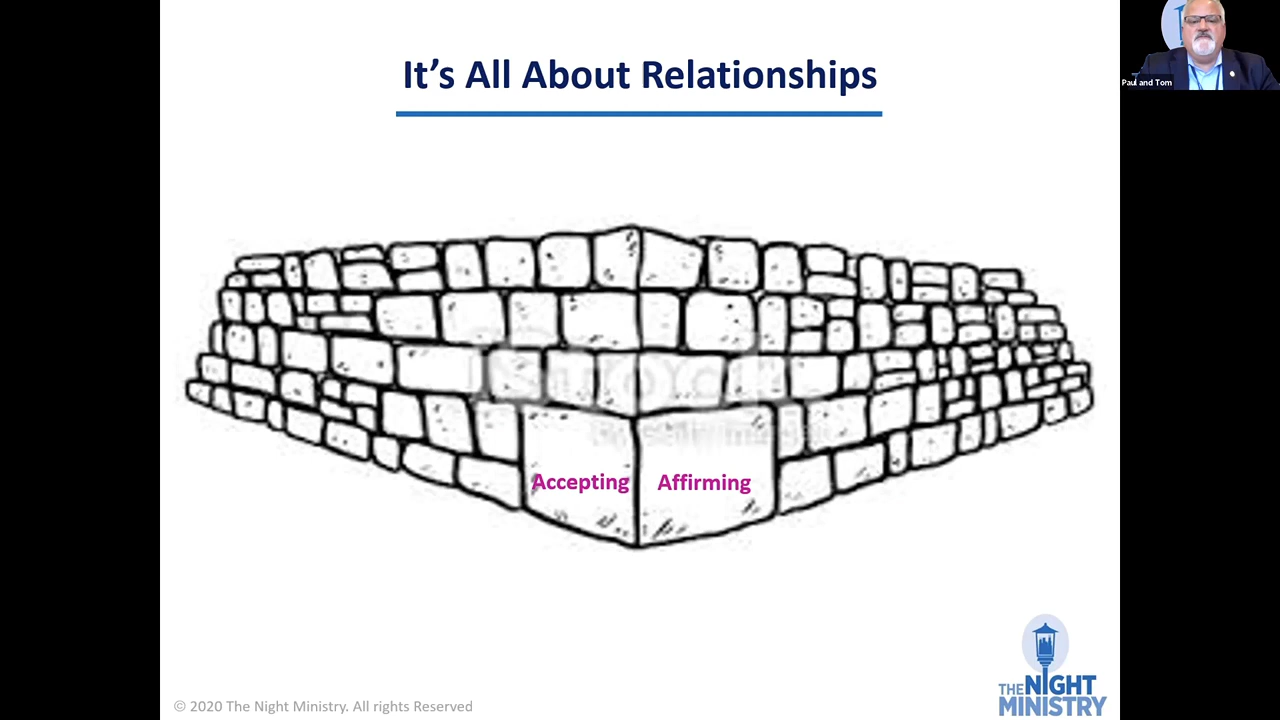 It's All About Relationships
Paul and Tom
Accepting Affirming
THE NIGHT
MINISTRY
© 2020 The Night Ministry. All rights Reserved